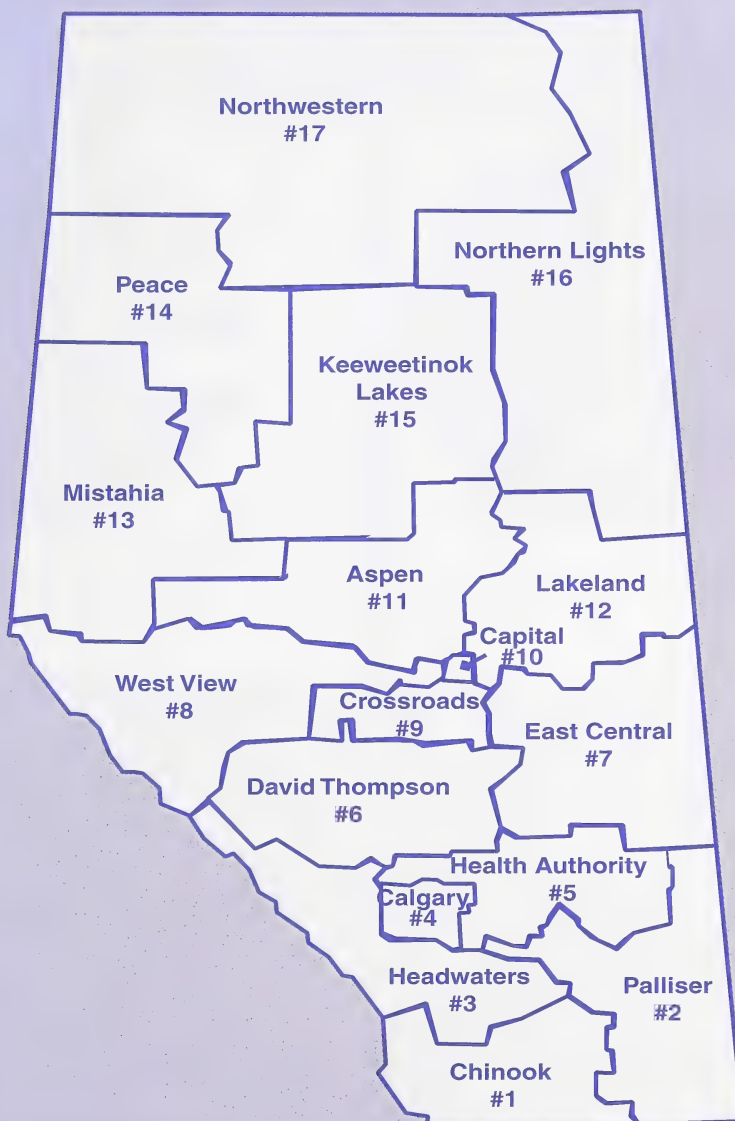 Northwestern
#17
Northern Lights
#16
Peace
#14
Keeweetinok
Lakes
#15
Mistahia
#13
Aspen
#11
Lakeland
#12
Capital
#10
West View
#8
Crossroads
#9
East Central
#7
David Thompson
#6
Health Authority
#5
Calgary
#4
Headwaters
#3
Palliser
#2
Chinook
#1